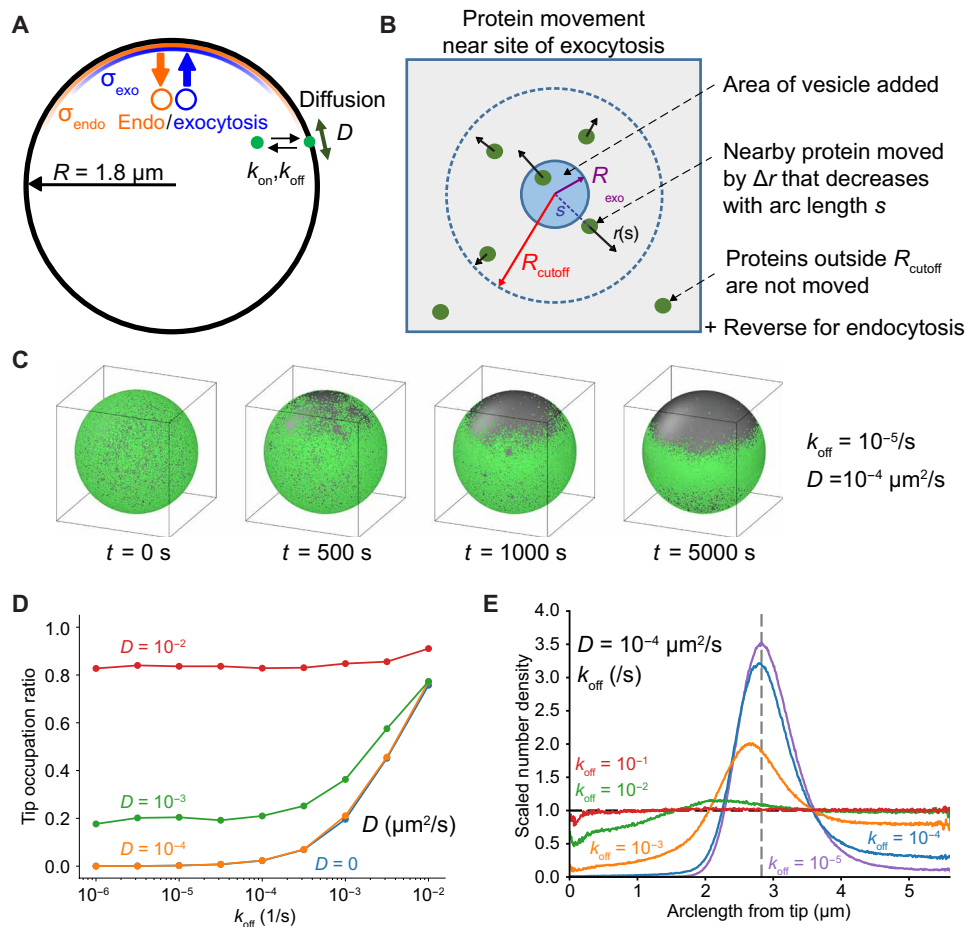 A
σexo
σendo
Endo/exocytosis
Diffusion
D
kon,koff
R = 1.8 μm
B
Protein movement
near site of exocytosis
Area of vesicle added
Nearby protein moved
by Δr that decreases
with arc length s
Proteins outside Rcutoff
are not moved
+ Reverse for endocytosis
Rexo
s
r(s)
Rcutoff
C
t = 0 s
t = 500 s
t = 1000 s
t = 5000 s
koff = 10⁻⁵/s
D =10⁻⁴ μm²/s
D
Tip occupation ratio
1.0
0.8
0.6
0.4
0.2
0.0
D = 10⁻²
D = 10⁻³
D (μm²/s)
D = 10⁻⁴
D = 0
10⁻⁶
10⁻⁵
10⁻⁴
10⁻³
10⁻²
koff (1/s)
E
Scaled number density
4.0
3.5
3.0
2.5
2.0
1.5
1.0
0.5
0.0
D = 10⁻⁴ μm²/s
koff (/s)
koff = 10⁻¹
koff = 10⁻²
koff = 10⁻³
koff = 10⁻⁴
koff = 10⁻⁵
0
1
2
3
4
5
Arclength from tip (μm)